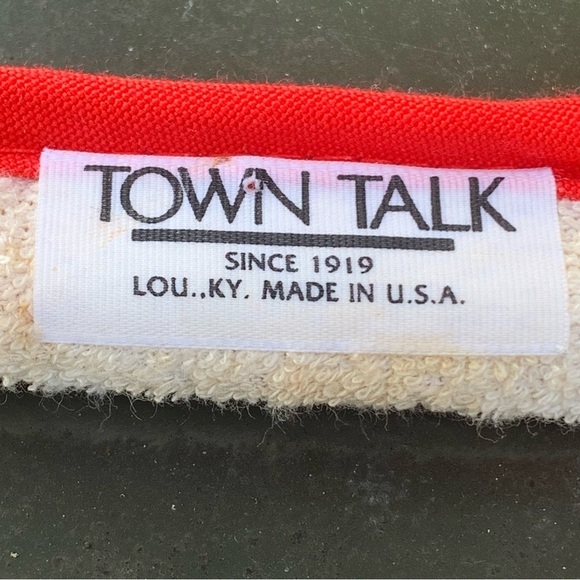 TOWN TALK
SINCE 1919
LOU.,KY. MADE IN U.S.A.